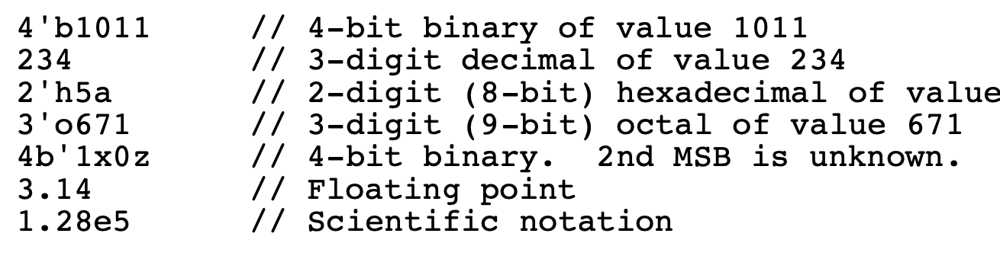 4'b1011 // 4-bit binary of value 1011
234 // 3-digit decimal of value 234
2'h5a // 2-digit (8-bit) hexadecimal of value
3'o671 // 3-digit (9-bit) octal of value 671
4b'1x0z // 4-bit binary.  2nd MSB is unknown.
3.14 // Floating point
1.28e5 // Scientific notation